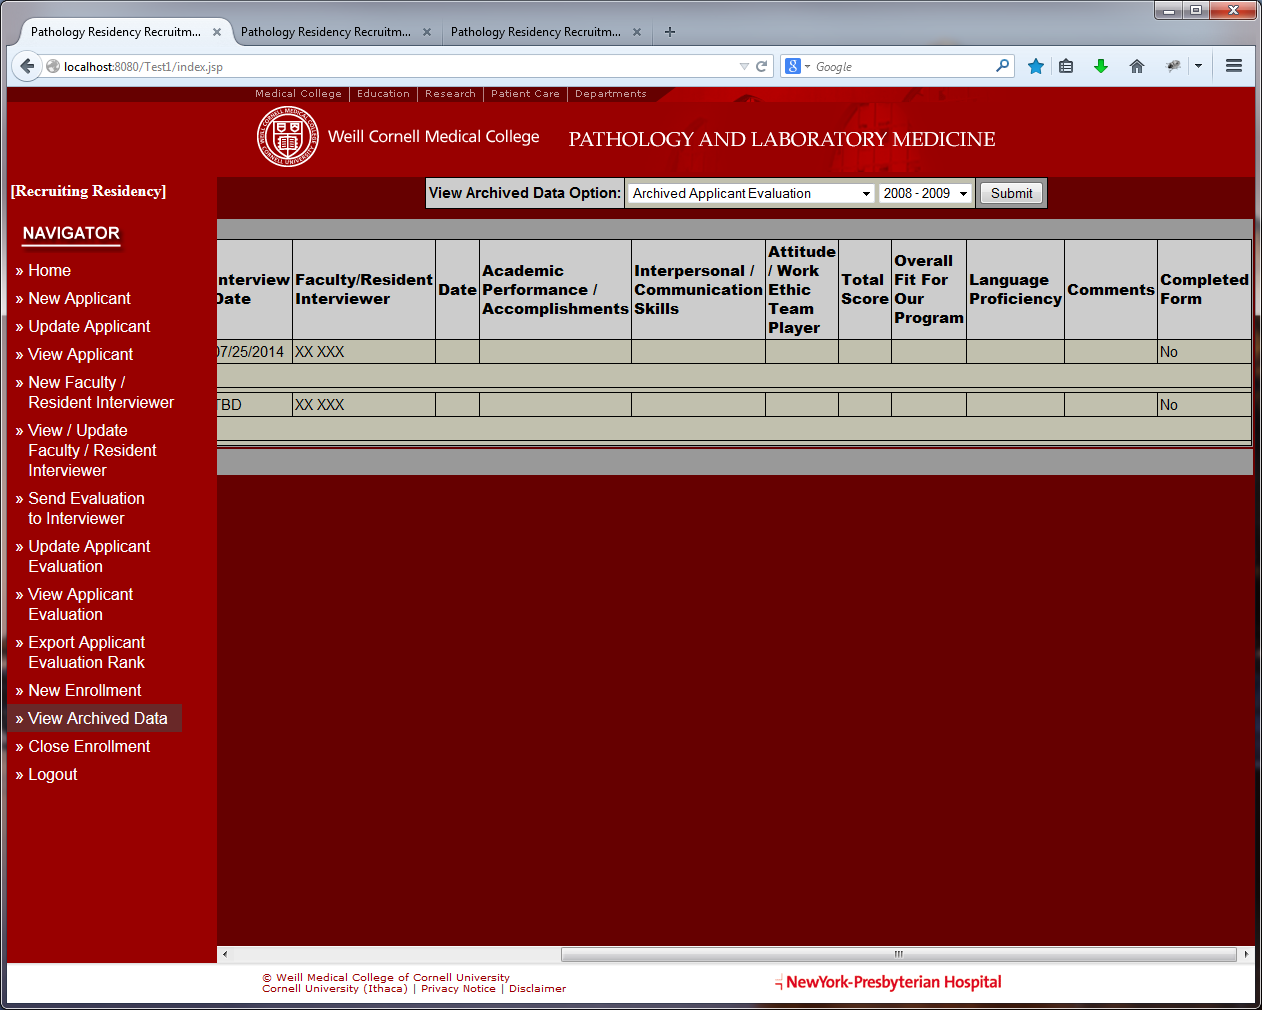 Pathology Residency Recruitm...
Pathology Residency Recruitm...
Pathology Residency Recruitm...
localhost:8080/Test1/index.jsp
Google
Medical College | Education | Research | Patient Care | Departments
Weill Cornell Medical College
PATHOLOGY AND LABORATORY MEDICINE
[Recruiting Residency]
View Archived Data Option: Archived Applicant Evaluation 2008 - 2009 Submit
NAVIGATOR
» Home
» New Applicant
» Update Applicant
» View Applicant
» New Faculty /
Resident Interviewer
» View / Update
Faculty / Resident
Interviewer
» Send Evaluation
to Interviewer
» Update Applicant
Evaluation
» View Applicant
Evaluation
» Export Applicant
Evaluation Rank
» New Enrollment
» View Archived Data
» Close Enrollment
» Logout
nterview
Date
Faculty/Resident
Interviewer
Date
Academic
Performance /
Accomplishments
Interpersonal /
Communication
Skills
Attitude
/ Work
Ethic
Team
Player
Total
Score
Overall
Fit For
Our
Program
Language
Proficiency
Comments
Completed
Form
07/25/2014 XX XXX No
TBD XX XXX No
© Weill Medical College of Cornell University
Cornell University (Ithaca) | Privacy Notice | Disclaimer
NewYork-Presbyterian Hospital